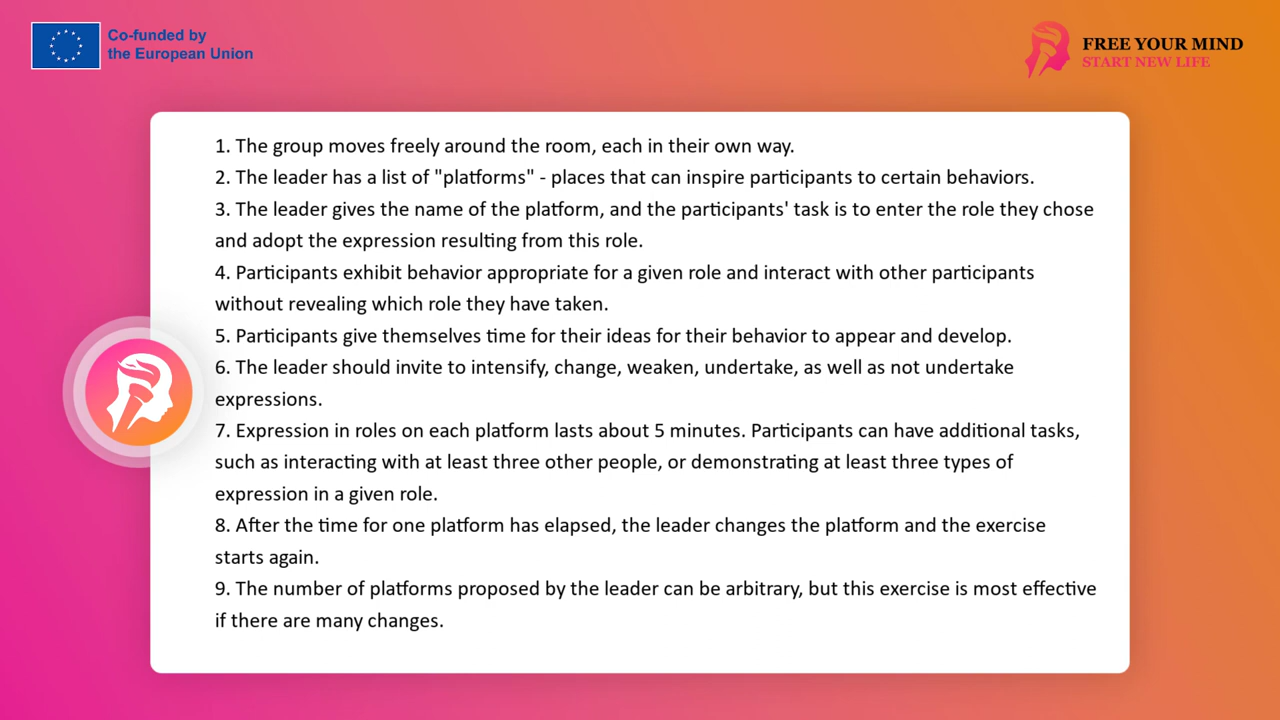 Co-funded by
the European Union
FREE YOUR MIND
START NEW LIFE
1. The group moves freely around the room, each in their own way.
2. The leader has a list of "platforms" - places that can inspire participants to certain behaviors.
3. The leader gives the name of the platform, and the participants' task is to enter the role they chose
and adopt the expression resulting from this role.
4. Participants exhibit behavior appropriate for a given role and interact with other participants
without revealing which role they have taken.
5. Participants give themselves time for their ideas for their behavior to appear and develop.
6. The leader should invite to intensify, change, weaken, undertake, as well as not undertake
expressions.
7. Expression in roles on each platform lasts about 5 minutes. Participants can have additional tasks,
such as interacting with at least three other people, or demonstrating at least three types of
expression in a given role.
8. After the time for one platform has elapsed, the leader changes the platform and the exercise
starts again.
9. The number of platforms proposed by the leader can be arbitrary, but this exercise is most effective
if there are many changes.